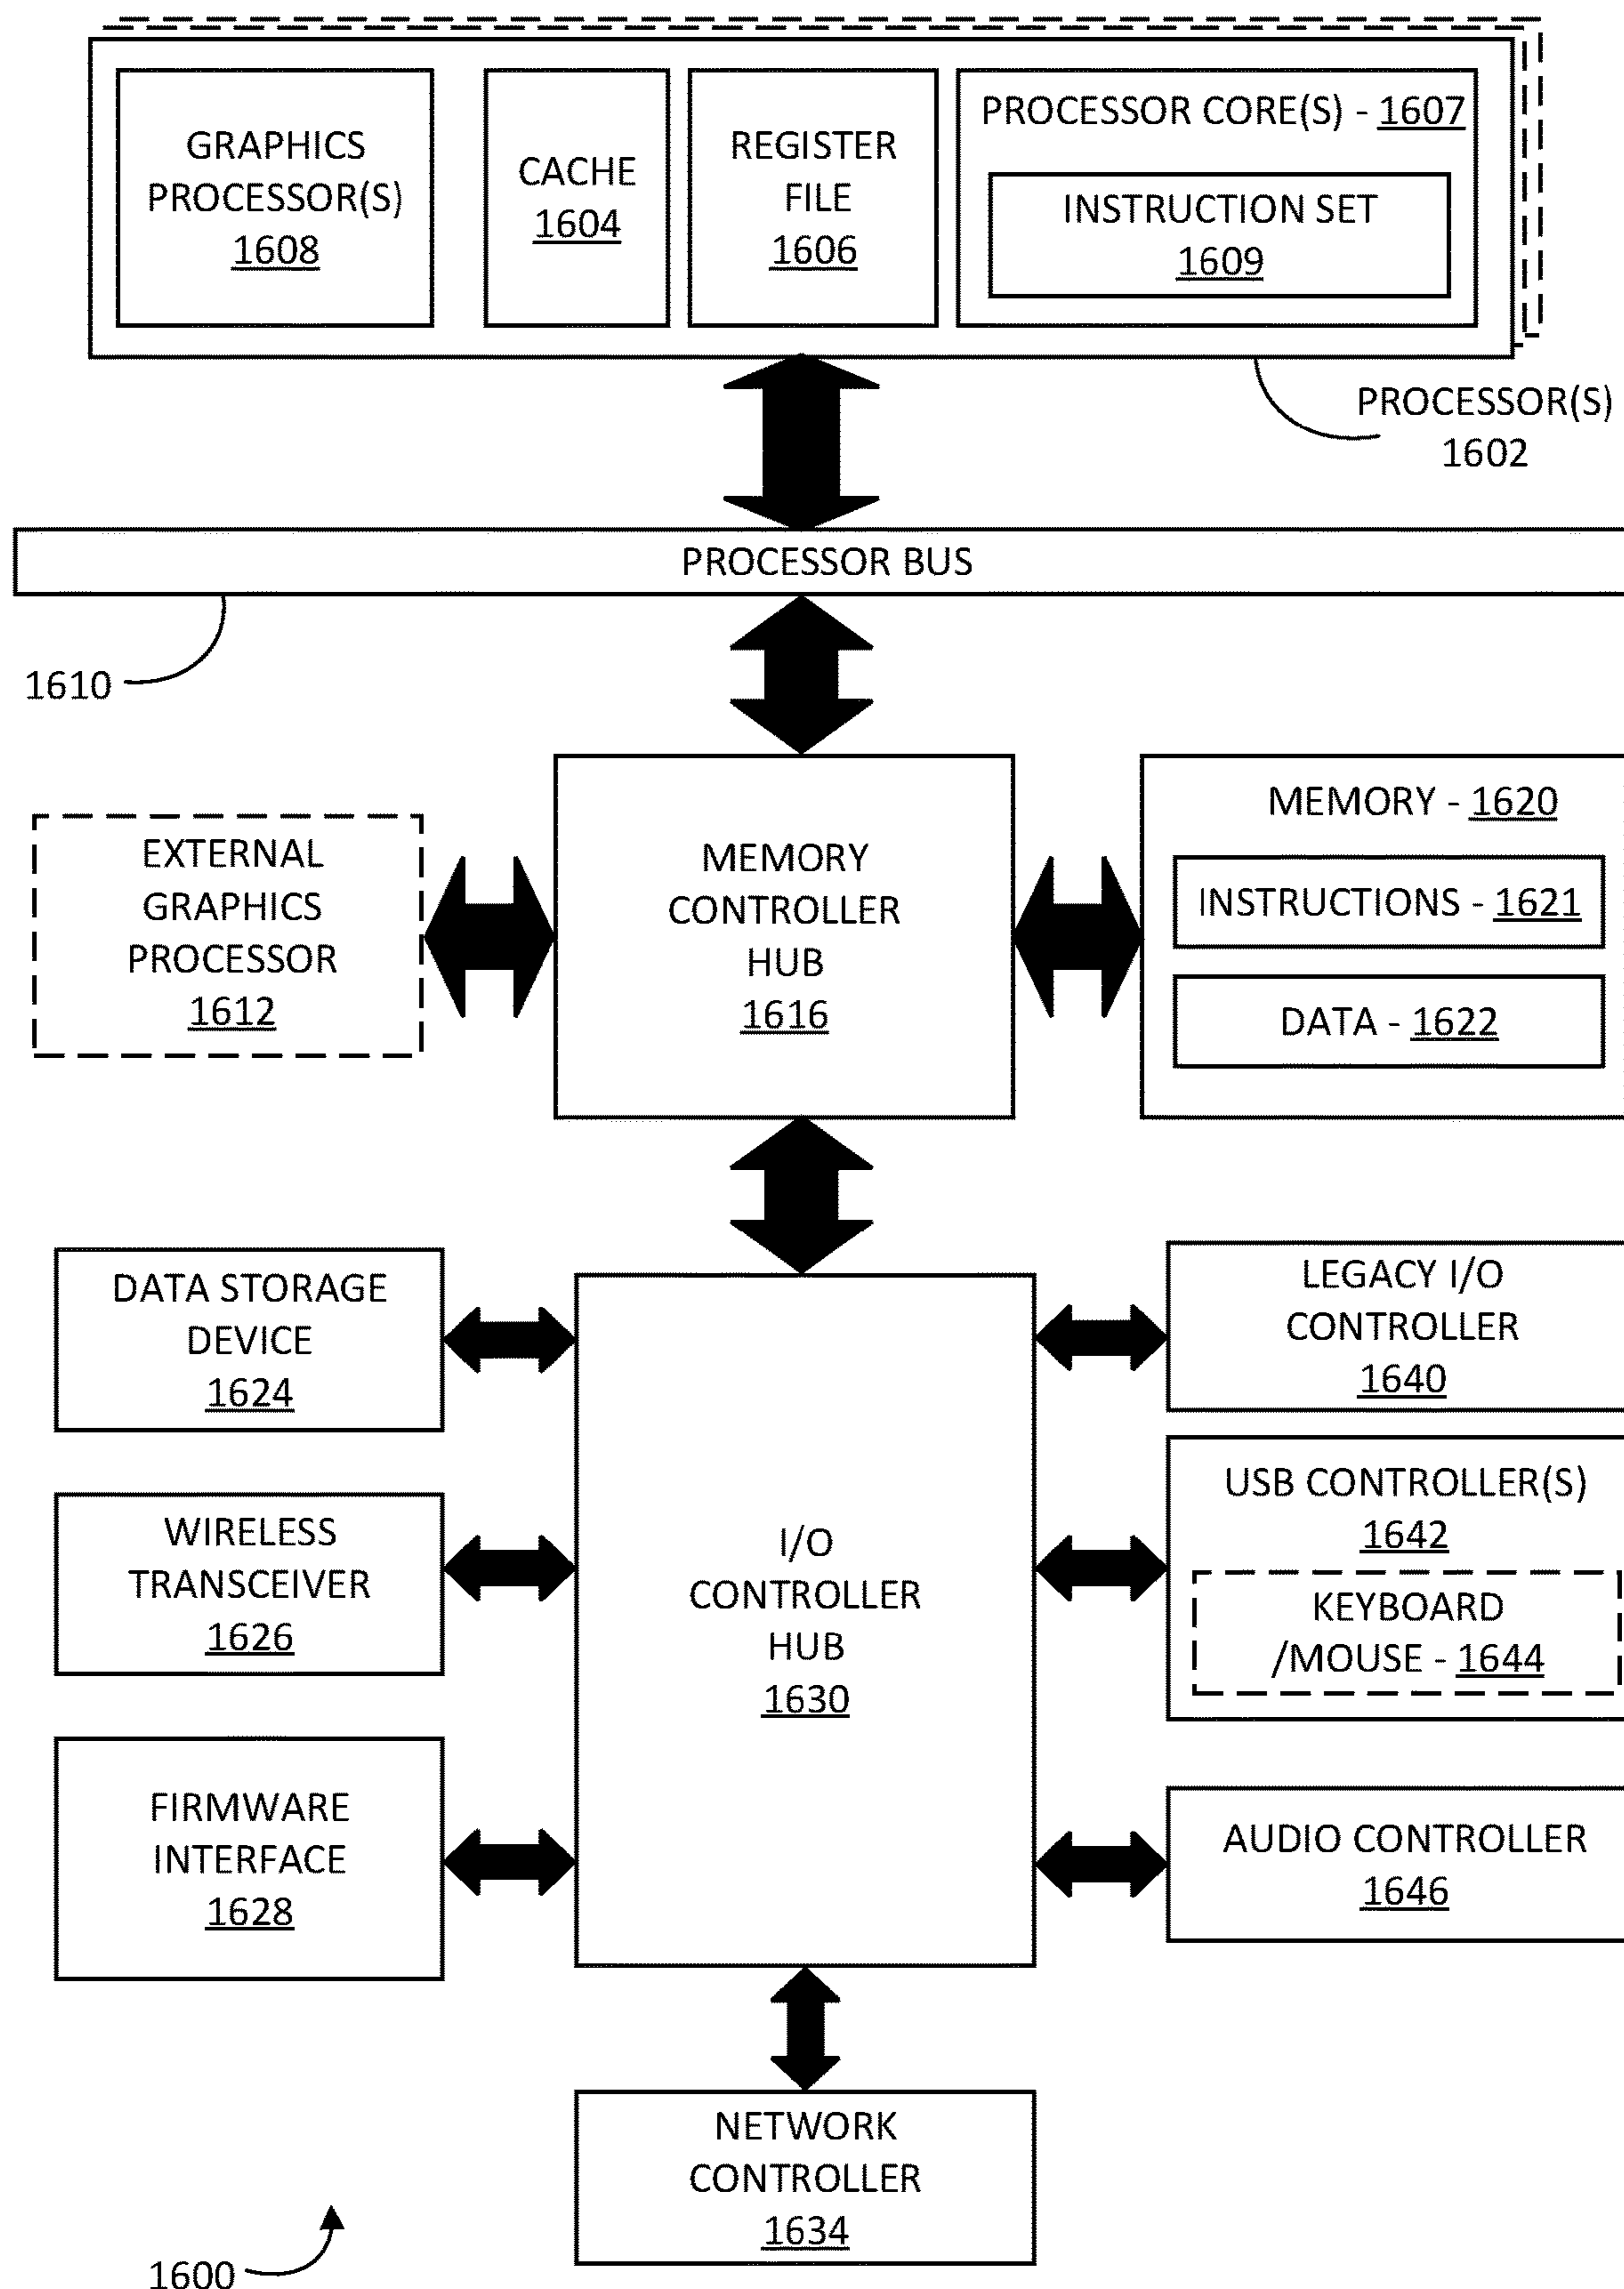 GRAPHICS
PROCESSOR(S)
1608
CACHE
1604
REGISTER
FILE
1606
PROCESSOR CORE(S) - 1607
INSTRUCTION SET
1609
PROCESSOR(S)
1602
PROCESSOR BUS
1610
EXTERNAL
GRAPHICS
PROCESSOR
1612
MEMORY
CONTROLLER
HUB
1616
MEMORY - 1620
INSTRUCTIONS - 1621
DATA - 1622
DATA STORAGE
DEVICE
1624
WIRELESS
TRANSCEIVER
1626
FIRMWARE
INTERFACE
1628
I/O
CONTROLLER
HUB
1630
LEGACY I/O
CONTROLLER
1640
USB CONTROLLER(S)
1642
KEYBOARD
/MOUSE - 1644
AUDIO CONTROLLER
1646
NETWORK
CONTROLLER
1634
1600